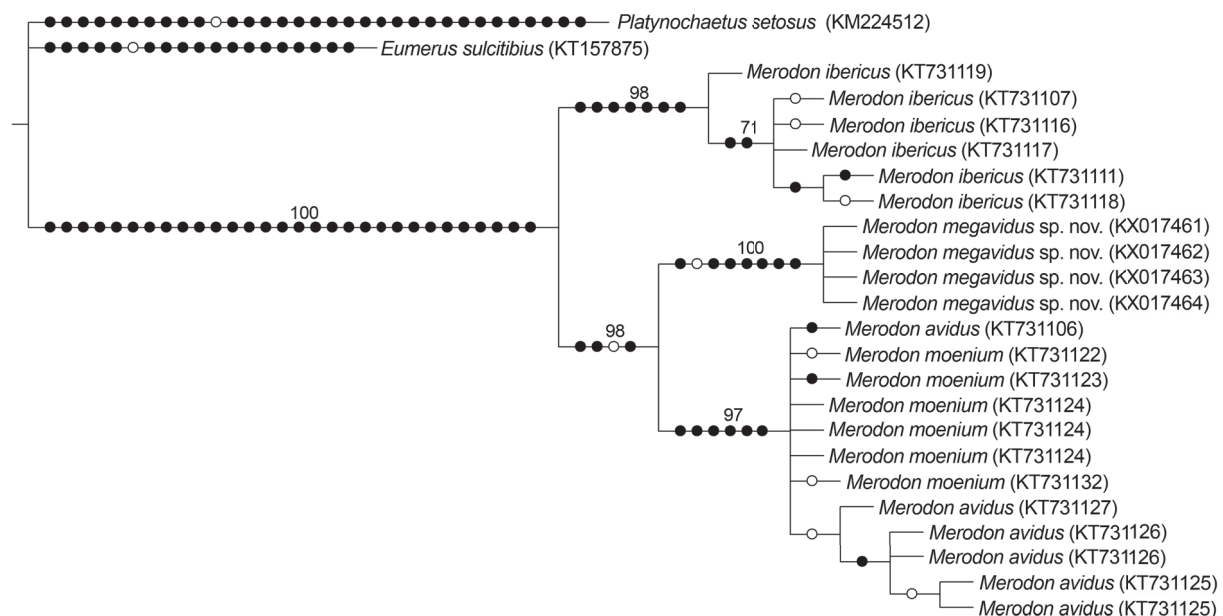 Platynochaetus setosus (KM224512)
Eumerus sulcitibius (KT157875)
Merodon ibericus (KT731119)
98
Merodon ibericus (KT731107)
Merodon ibericus (KT731116)
71
Merodon ibericus (KT731117)
Merodon ibericus (KT731111)
Merodon ibericus (KT731118)
100
Merodon megavidus sp. nov. (KX017461)
100
Merodon megavidus sp. nov. (KX017462)
Merodon megavidus sp. nov. (KX017463)
Merodon megavidus sp. nov. (KX017464)
98
Merodon avidus (KT731106)
Merodon moenium (KT731122)
Merodon moenium (KT731123)
Merodon moenium (KT731124)
97
Merodon moenium (KT731124)
Merodon moenium (KT731124)
Merodon moenium (KT731132)
Merodon avidus (KT731127)
Merodon avidus (KT731126)
Merodon avidus (KT731126)
Merodon avidus (KT731125)
Merodon avidus (KT731125)